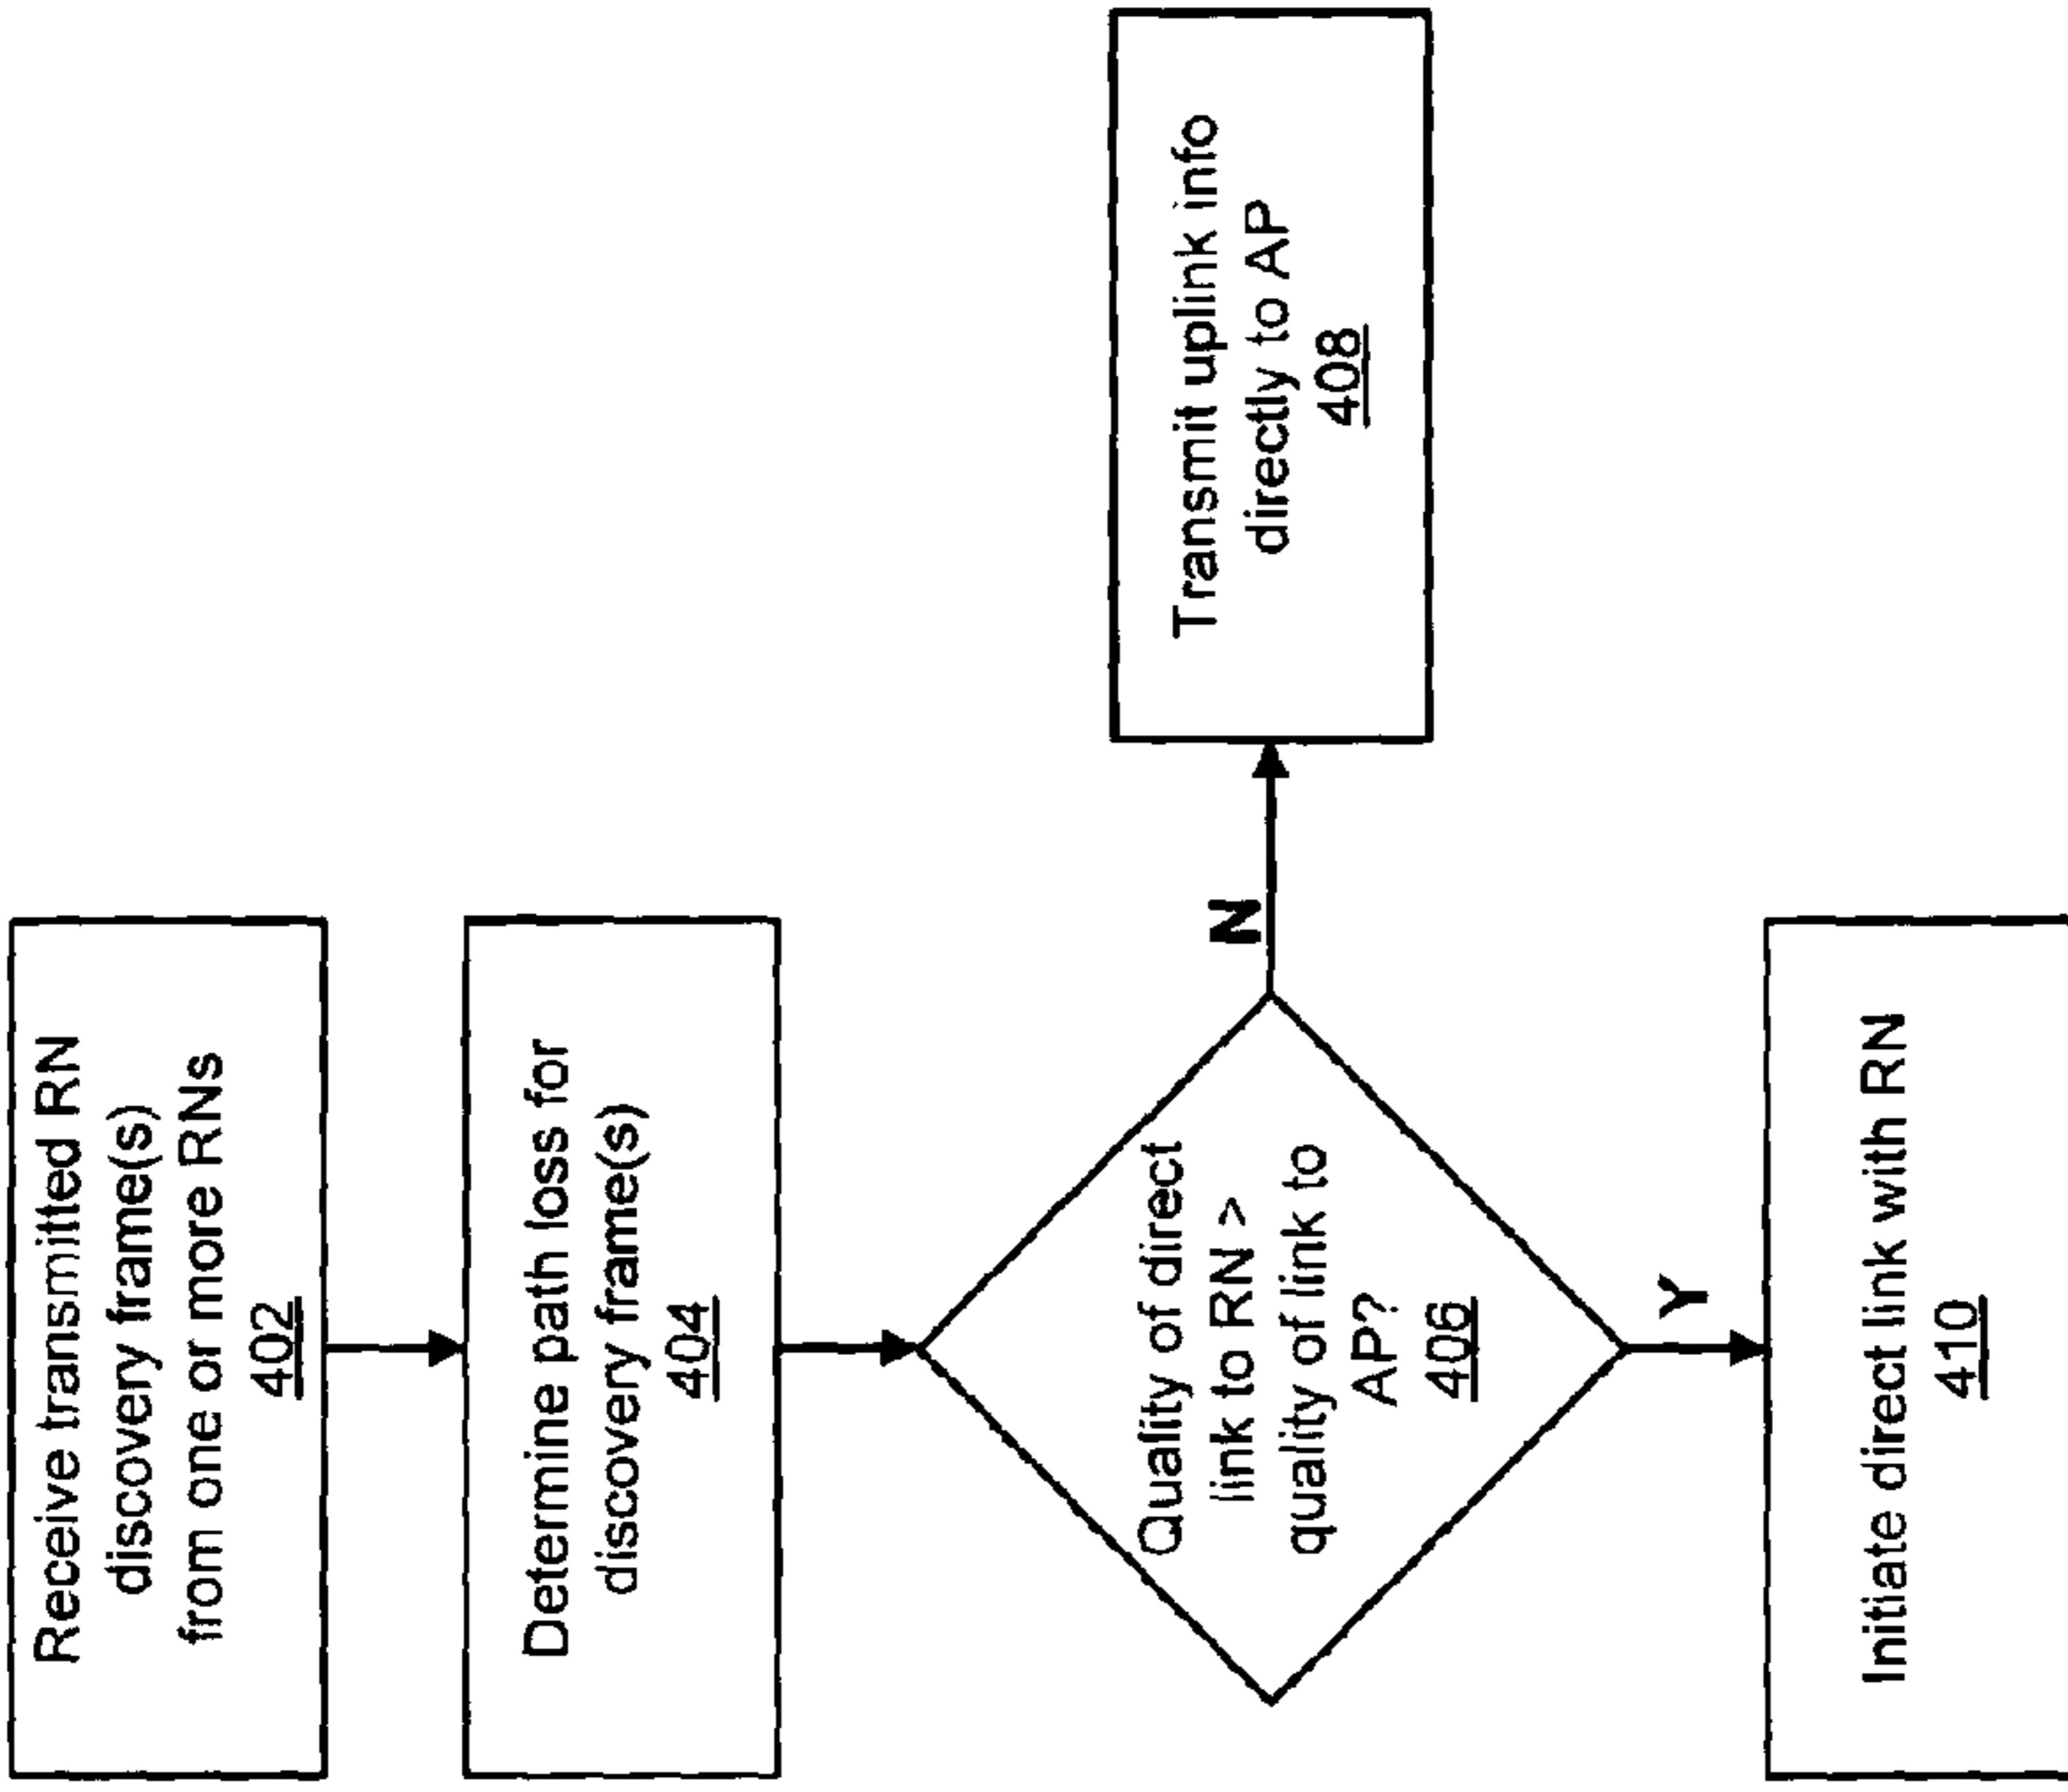 Receive transmitted RN
discovery frame(s)
from one or more RNs
402
Determine path loss for
discovery frame(s)
404
Quality of direct
link to RN >
quality of link to
AP?
406
N
Transmit uplink info
directly to AP
408
Y
Initiate direct link with RN
410